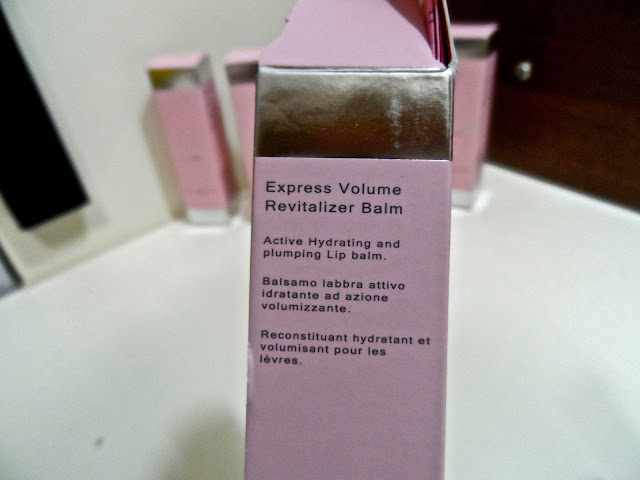 Express Volume
Revitalizer Balm
Active Hydrating and
plumping Lip balm.
Balsamo labbra attivo
idratante ad azione
volumizzante.
Reconstituant hydratant et
volumisant pour les
lèvres.